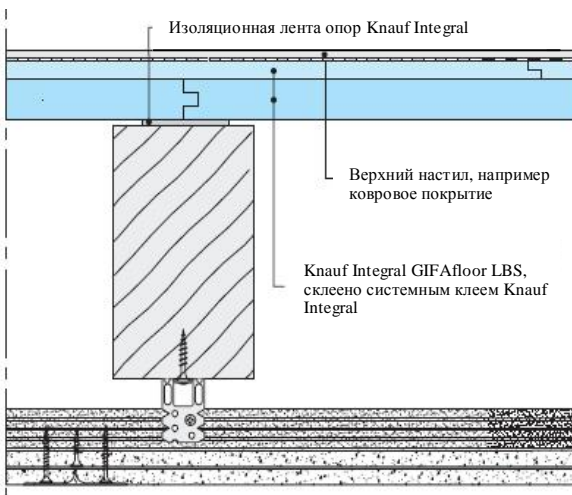 Изоляционная лента опор Knauf Integral
Верхний настил, например
ковровое покрытие
Knauf Integral GIFAfloor LBS,
склеено системным клеем Knauf
Integral